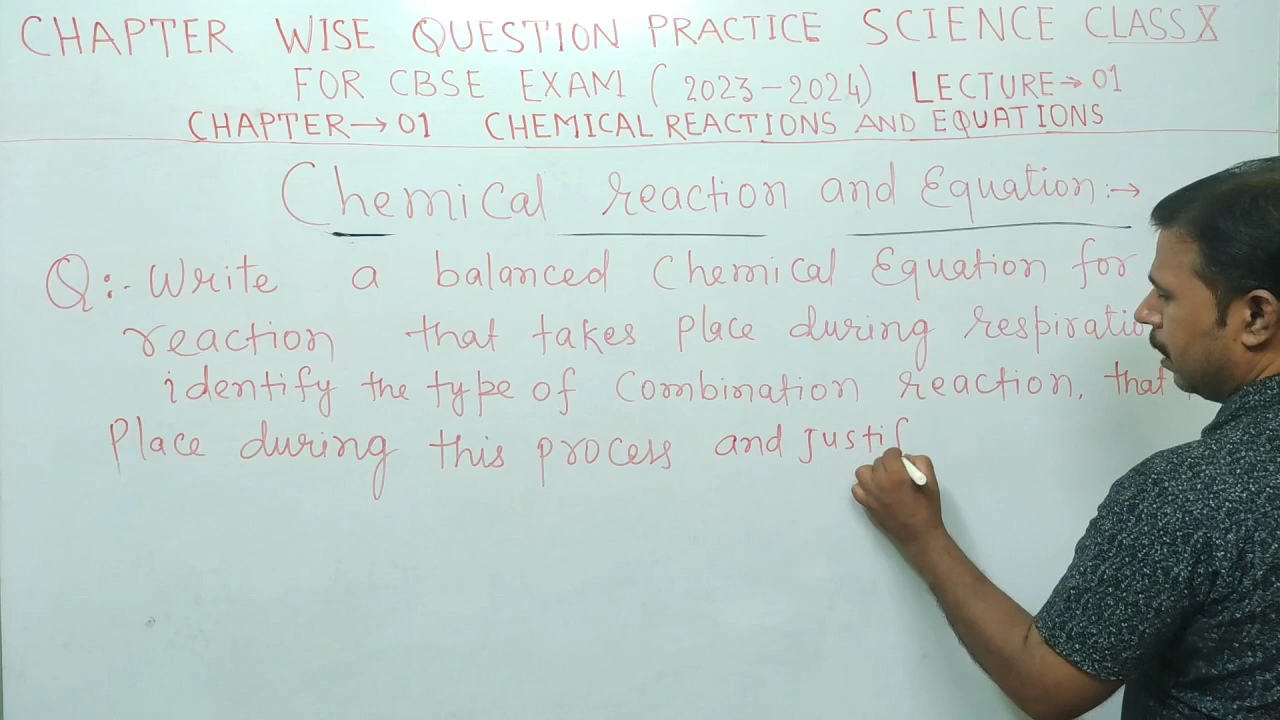 CHAPTER WISE QUESTION PRACTICE SCIENCE CLASS X
FOR CBSE EXAM (2023-2024) LECTURE→01
CHAPTER→01 CHEMICAL REACTIONS AND EQUATIONS
Chemical reaction and Equation:→
Q:- Write a balanced Chemical Equation for
reaction that takes place during respiratio
identify the type of Combination reaction, that
Place during this process and Justif